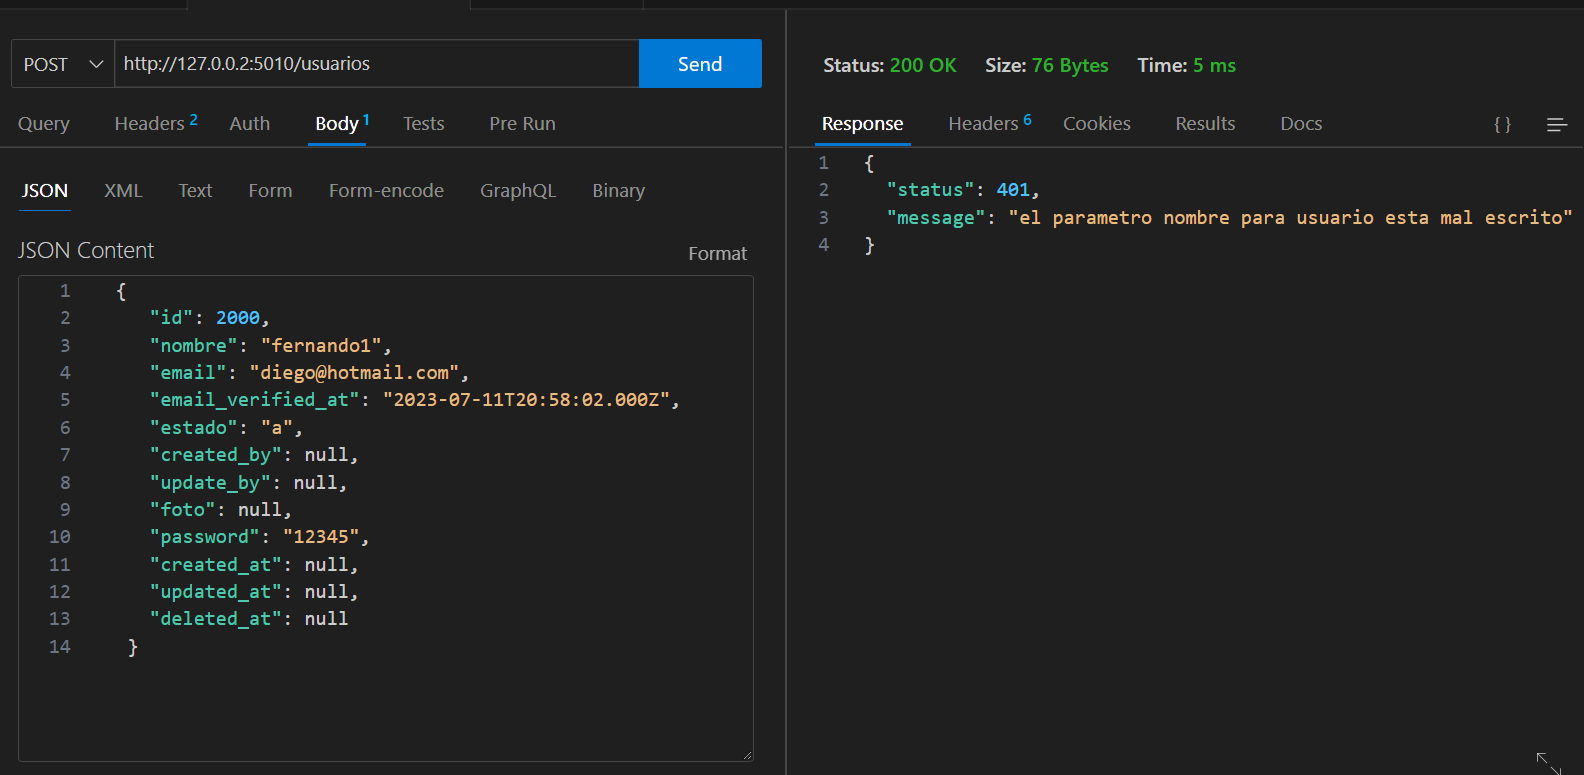 POST http://127.0.0.2:5010/usuarios Send
Query Headers 2 Auth Body 1 Tests Pre Run
JSON XML Text Form Form-encode GraphQL Binary
JSON Content Format
1 {
2 "id": 2000,
3 "nombre": "fernando1",
4 "email": "diego@hotmail.com",
5 "email_verified_at": "2023-07-11T20:58:02.000Z",
6 "estado": "a",
7 "created_by": null,
8 "update_by": null,
9 "foto": null,
10 "password": "12345",
11 "created_at": null,
12 "updated_at": null,
13 "deleted_at": null
14 }
Status: 200 OK Size: 76 Bytes Time: 5 ms
Response Headers 6 Cookies Results Docs { }
1 {
2 "status": 401,
3 "message": "el parametro nombre para usuario esta mal escrito"
4 }